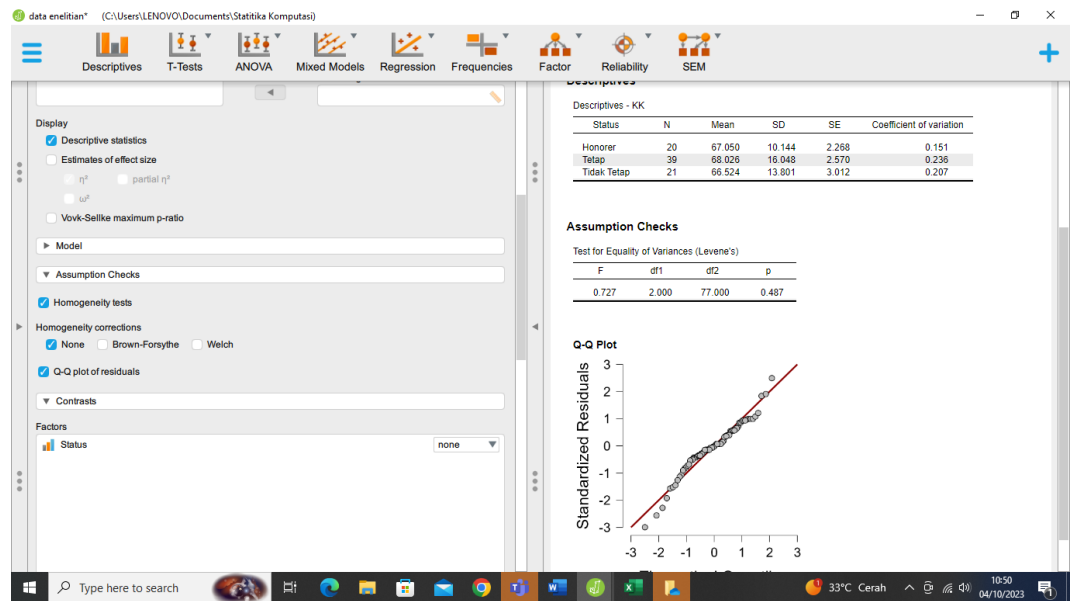 data enelitian* (C:\Users\LENOVO\Documents\Statitika Komputasi)
Descriptives T-Tests ANOVA Mixed Models Regression Frequencies Factor Reliability SEM
Display
Descriptive statistics
Estimates of effect size
η² partial η²
ω²
Vovk-Sellke maximum p-ratio
Model
Assumption Checks
Homogeneity tests
Homogeneity corrections
None Brown-Forsythe Welch
Q-Q plot of residuals
Contrasts
Factors
Status none
Descriptives
Descriptives - KK
Status N Mean SD SE Coefficient of variation
Honorer 20 67.050 10.144 2.268 0.151
Tetap 39 68.026 16.048 2.570 0.236
Tidak Tetap 21 66.524 13.801 3.012 0.207
Assumption Checks
Test for Equality of Variances (Levene's)
F df1 df2 p
0.727 2.000 77.000 0.487
Q-Q Plot
Standardized Residuals
3
2
1
0
-1
-2
-3
-3 -2 -1 0 1 2 3
Type here to search
33°C Cerah
10:50
04/10/2023
1